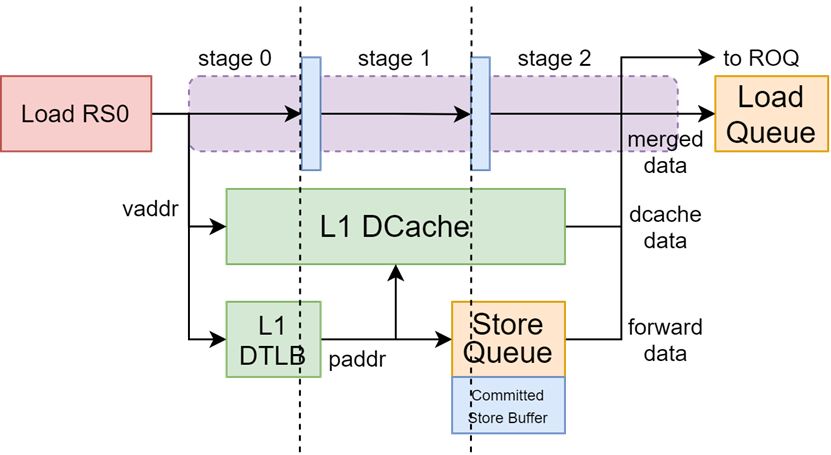 stage 0
stage 1
stage 2
to ROQ
Load RS0
Load
Queue
merged
data
vaddr
L1 DCache
dcache
data
L1
DTLB
paddr
Store
Queue
forward
data
Committed
Store Buffer